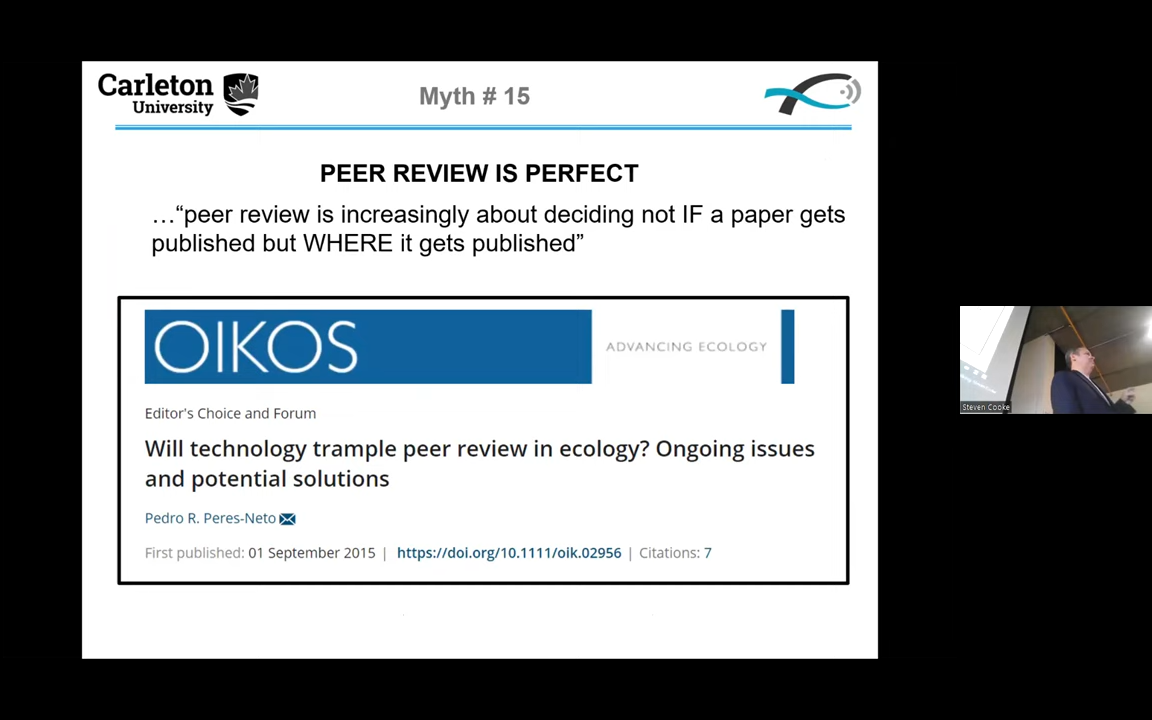 Carleton
University
Myth # 15
PEER REVIEW IS PERFECT
…“peer review is increasingly about deciding not IF a paper gets
published but WHERE it gets published”
OIKOS
ADVANCING ECOLOGY
Editor's Choice and Forum
Will technology trample peer review in ecology? Ongoing issues
and potential solutions
Pedro R. Peres-Neto
First published: 01 September 2015 | https://doi.org/10.1111/oik.02956 | Citations: 7
Steven Cooke